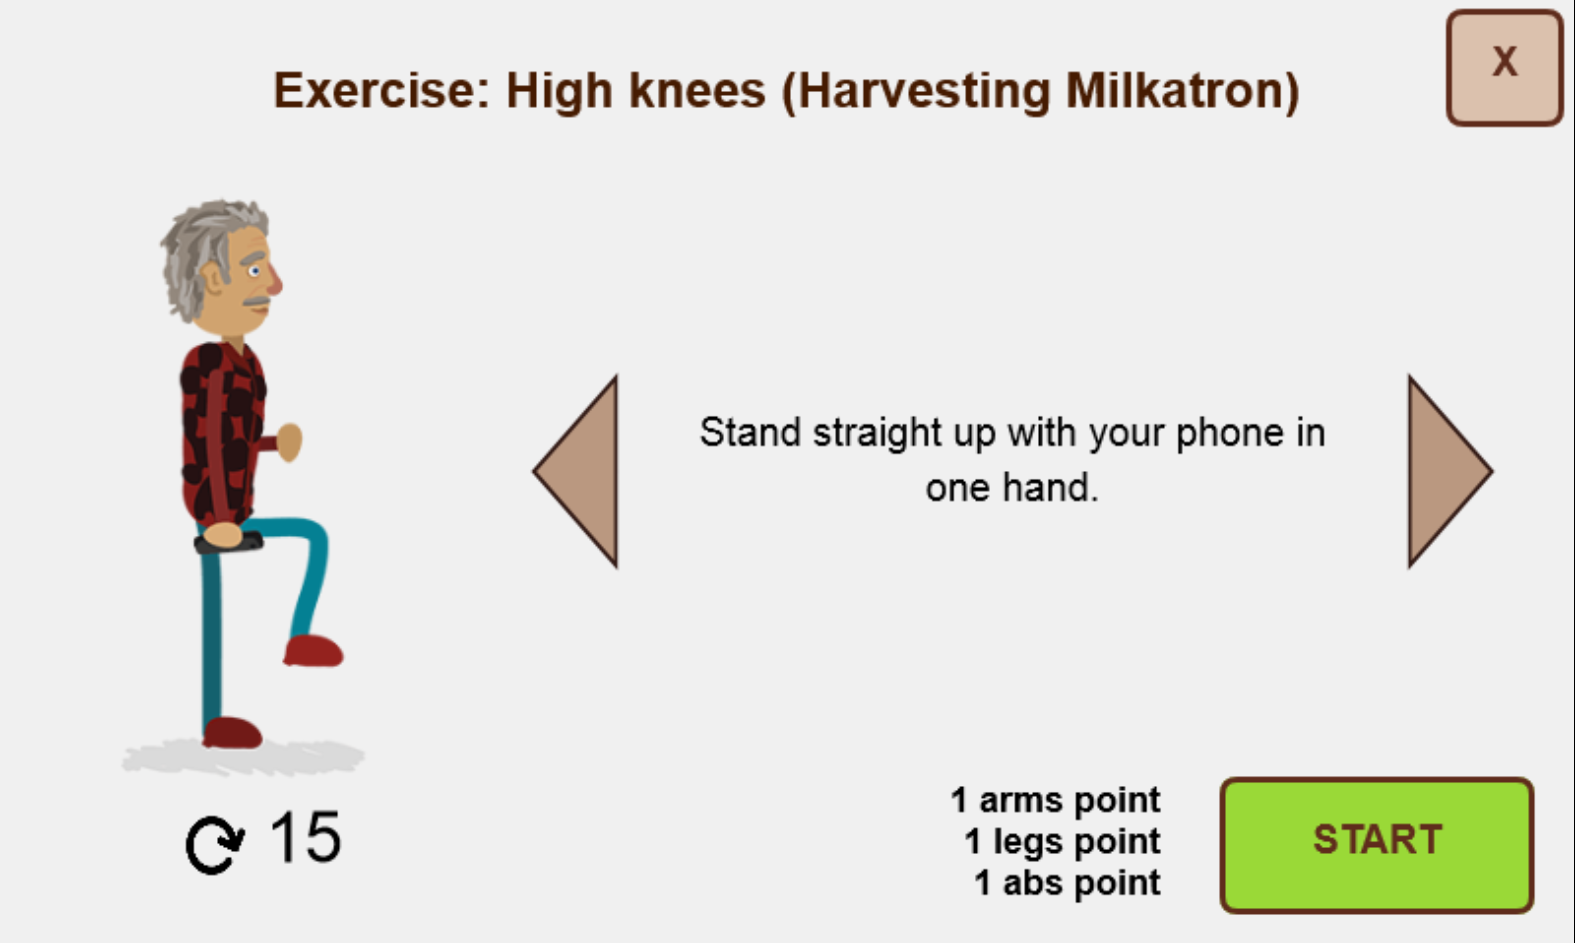 X
Exercise: High knees (Harvesting Milkatron)
Stand straight up with your phone in
one hand.
15
1 arms point
1 legs point
1 abs point
START